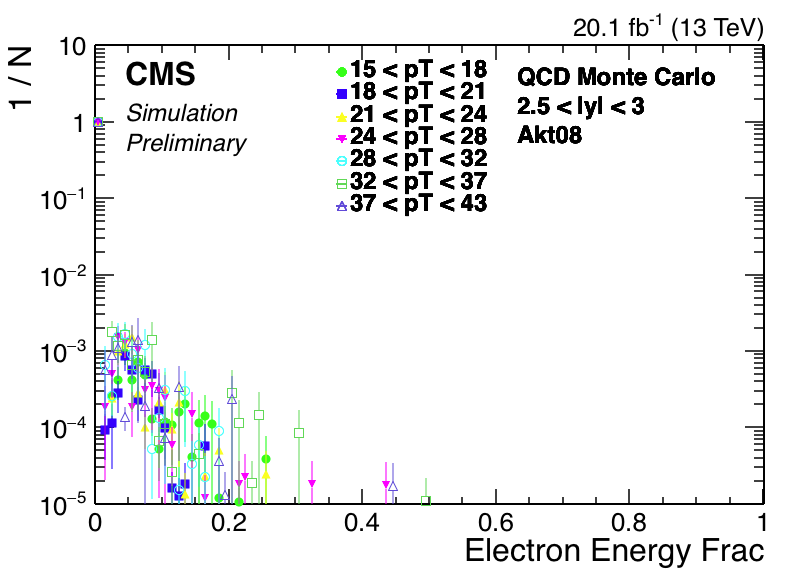 20.1 fb⁻¹ (13 TeV)
1 / N
CMS
Simulation
Preliminary
15 < pT < 18
18 < pT < 21
21 < pT < 24
24 < pT < 28
28 < pT < 32
32 < pT < 37
37 < pT < 43
QCD Monte Carlo
2.5 < |y| < 3
Akt08
10
1
10⁻¹
10⁻²
10⁻³
10⁻⁴
10⁻⁵
0 0.2 0.4 0.6 0.8 1
Electron Energy Frac